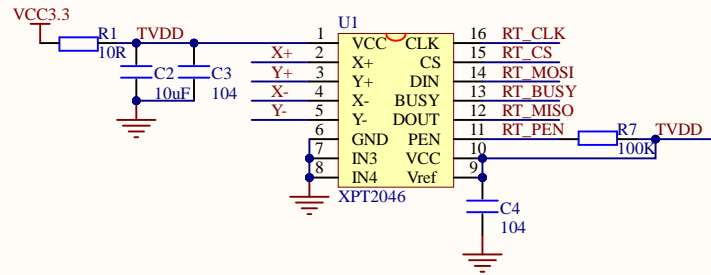 VCC3.3
R1
10R
TVDD
C2
10uF
C3
104
X+
Y+
X-
Y-
U1
1 VCC CLK 16 RT_CLK
2 X+ CS 15 RT_CS
3 Y+ DIN 14 RT_MOSI
4 X- BUSY 13 RT_BUSY
5 Y- DOUT 12 RT_MISO
6 GND PEN 11 RT_PEN
7 IN3 VCC 10
8 IN4 Vref 9
XPT2046
R7
100K
TVDD
C4
104